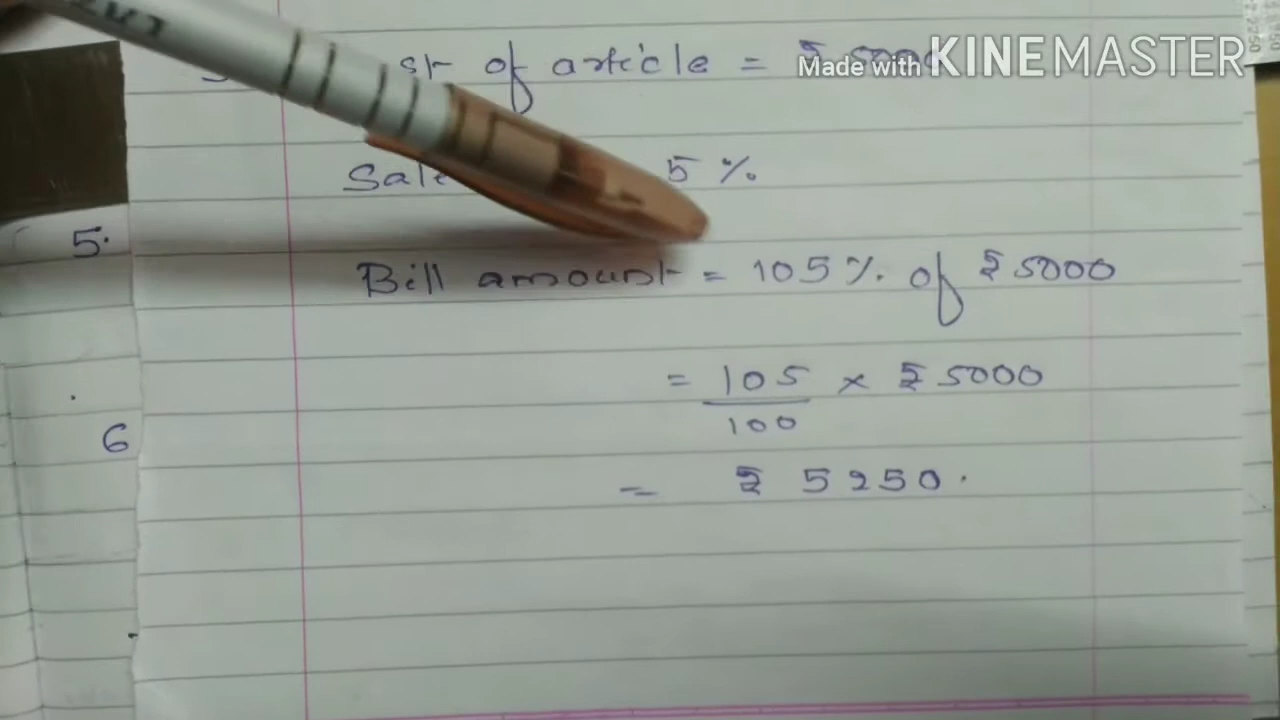 of article = ₹ 5000
Made with KINEMASTER
5 %
5.
Bill amount = 105 % of ₹ 5000
= 105 × ₹ 5000
100
6
= ₹ 5250.